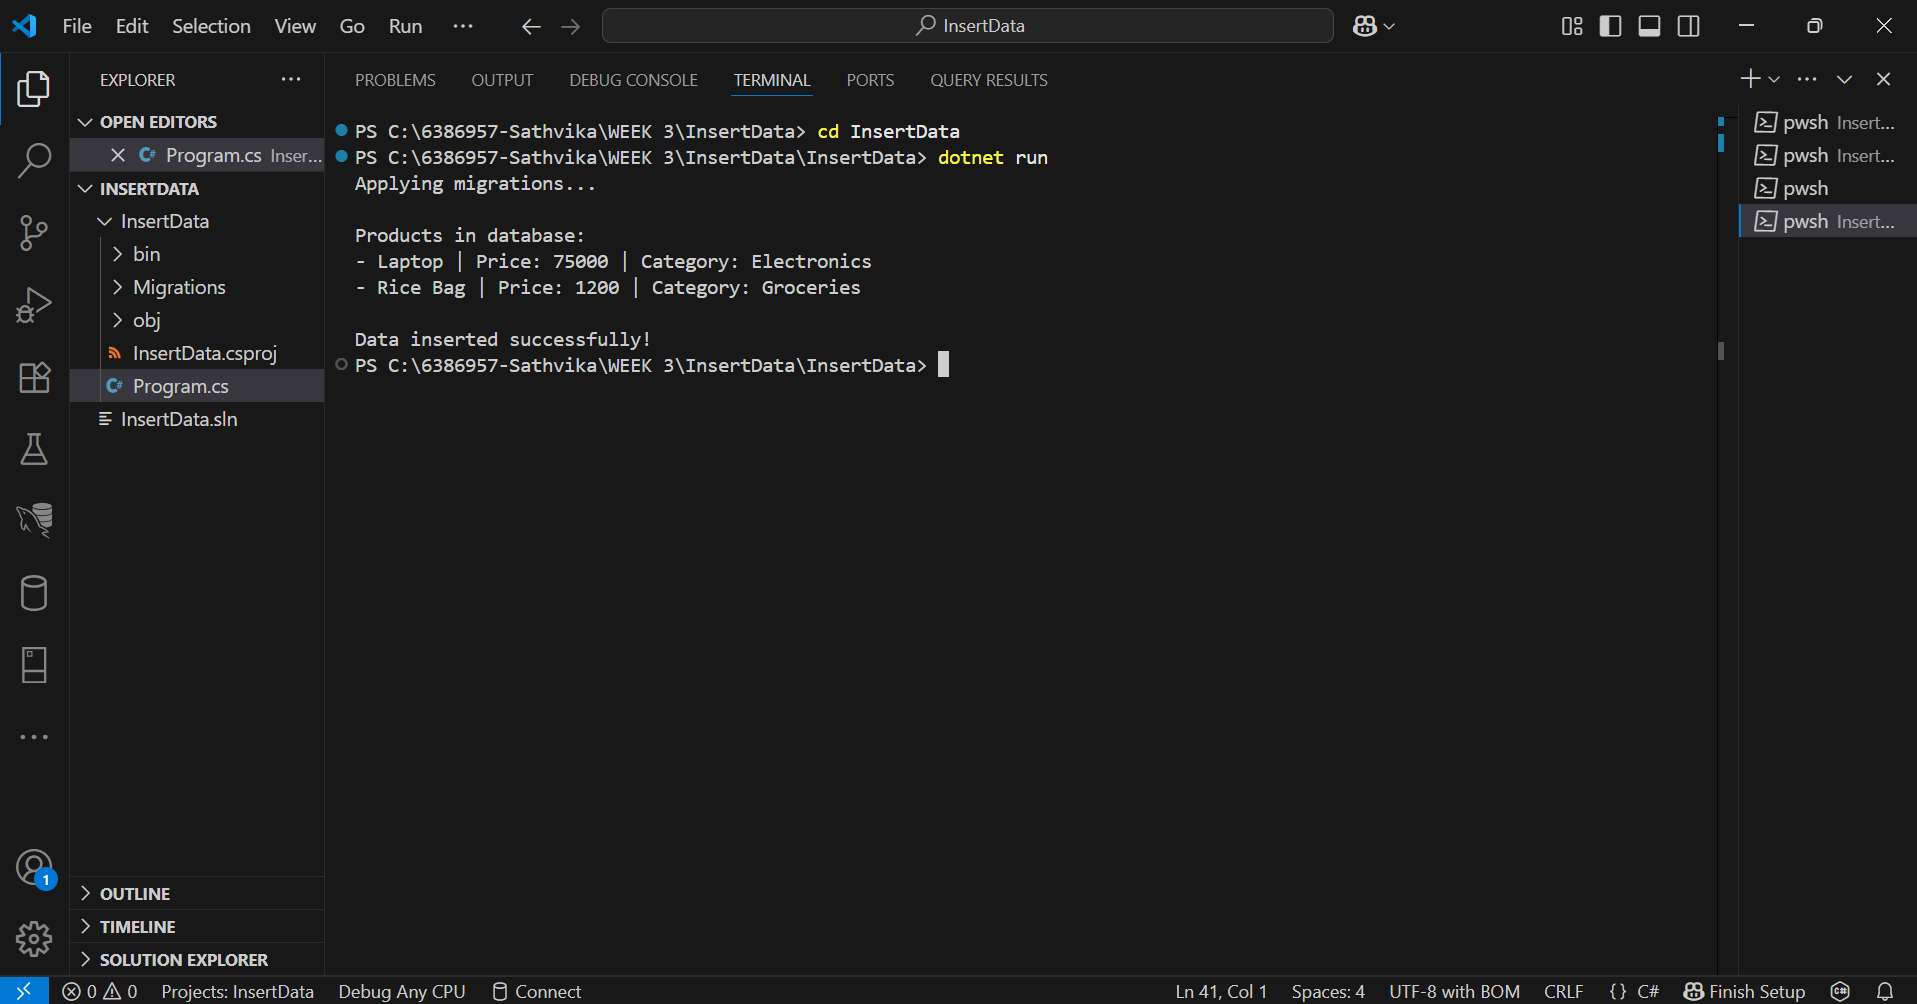 File Edit Selection View Go Run ··· InsertData
EXPLORER ···
PROBLEMS OUTPUT DEBUG CONSOLE TERMINAL PORTS QUERY RESULTS
OPEN EDITORS
Program.cs Inser...
INSERTDATA
InsertData
bin
Migrations
obj
InsertData.csproj
C# Program.cs
InsertData.sln
OUTLINE
TIMELINE
SOLUTION EXPLORER
PS C:\6386957-Sathvika\WEEK 3\InsertData> cd InsertData
PS C:\6386957-Sathvika\WEEK 3\InsertData\InsertData> dotnet run
Applying migrations...
Products in database:
- Laptop | Price: 75000 | Category: Electronics
- Rice Bag | Price: 1200 | Category: Groceries
Data inserted successfully!
PS C:\6386957-Sathvika\WEEK 3\InsertData\InsertData>
pwsh Insert...
pwsh Insert...
pwsh
pwsh Insert...
1
0 0 Projects: InsertData Debug Any CPU Connect Ln 41, Col 1 Spaces: 4 UTF-8 with BOM CRLF {} C# Finish Setup